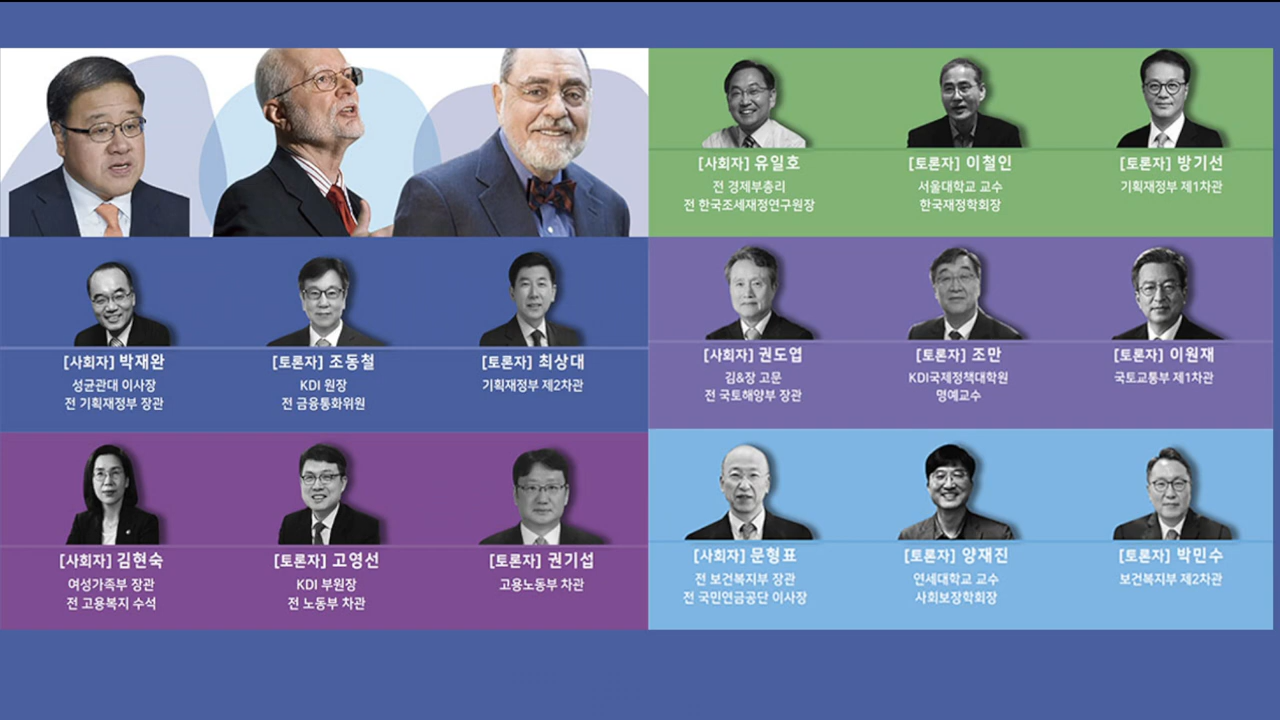 [사회자] 유일호
전 경제부총리
전 한국조세재정연구원장
[토론자] 이철인
서울대학교 교수
한국재정학회장
[토론자] 방기선
기획재정부 제1차관
[사회자] 박재완
성균관대 이사장
전 기획재정부 장관
[토론자] 조동철
KDI 원장
전 금융통화위원
[토론자] 최상대
기획재정부 제2차관
[사회자] 권도엽
김&장 고문
전 국토해양부 장관
[토론자] 조만
KDI국제정책대학원
명예교수
[토론자] 이원재
국토교통부 제1차관
[사회자] 김현숙
여성가족부 장관
전 고용복지 수석
[토론자] 고영선
KDI 부원장
전 노동부 차관
[토론자] 권기섭
고용노동부 차관
[사회자] 문형표
전 보건복지부 장관
전 국민연금공단 이사장
[토론자] 양재진
연세대학교 교수
사회보장학회장
[토론자] 박민수
보건복지부 제2차관